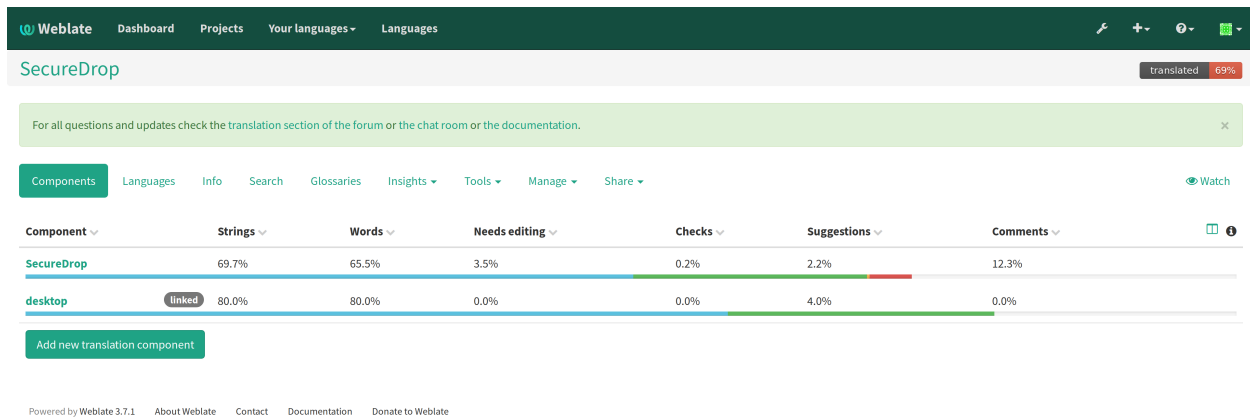 Weblate Dashboard Projects Your languages Languages
SecureDrop translated 69%
For all questions and updates check the translation section of the forum or the chat room or the documentation. ×
Components Languages Info Search Glossaries Insights Tools Manage Share Watch
Component Strings Words Needs editing Checks Suggestions Comments
SecureDrop 69.7% 65.5% 3.5% 0.2% 2.2% 12.3%
desktop linked 80.0% 80.0% 0.0% 0.0% 4.0% 0.0%
Add new translation component
Powered by Weblate 3.7.1 About Weblate Contact Documentation Donate to Weblate